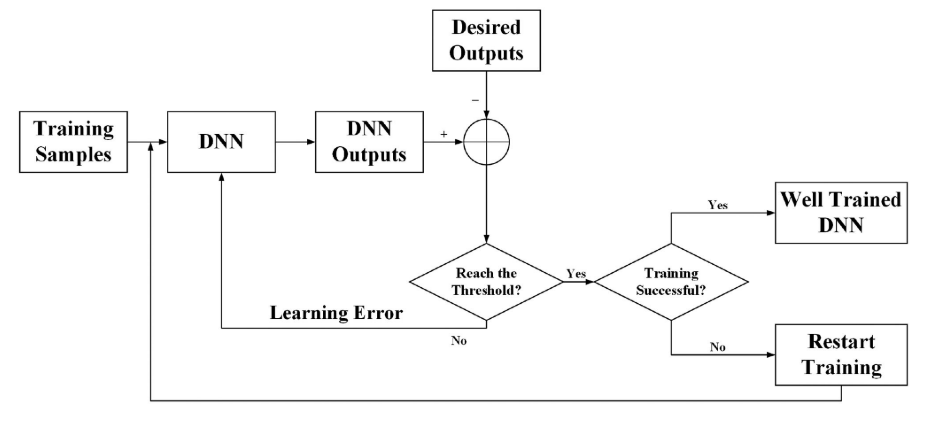 Desired
Outputs
−
Training
Samples
DNN
DNN
Outputs
+
Well Trained
DNN
Yes
Reach the
Threshold?
Yes
Training
Successful?
Learning Error
No
No
Restart
Training